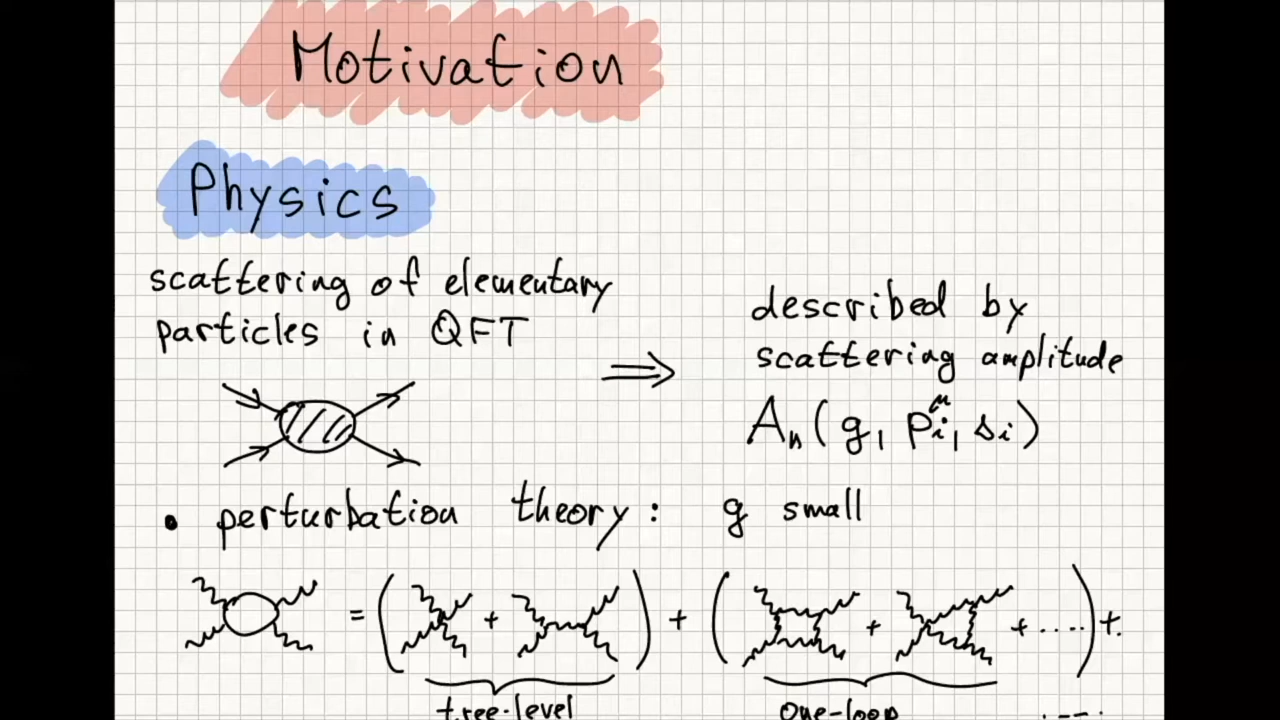 Motivation
Physics
scattering of elementary
particles in QFT
⇒
described by
scattering amplitude
Aₙ(g, pᵢ^μ, sᵢ)
• perturbation theory: g small
= ( + ) + ( + + ....) + .
tree-level
one-loop
.---.